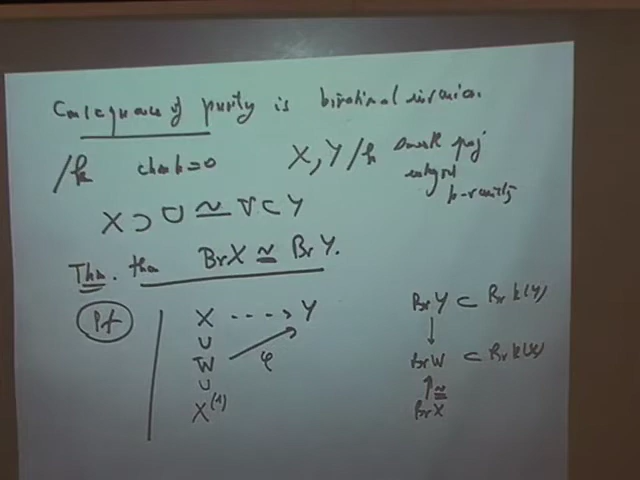 Consequence of purity is birational invariance.
/k char k=0 X, Y/k smooth proj
integral
k-varieties
X ⊃ U ≅ V ⊂ Y
Thm. then Br X ≅ Br Y.
Pf X ⇢ Y Br Y ⊂ Br k(Y)
∪ ↓
W φ Br W ⊂ Br k(X)
∪ ↑ ≅
X^(1) Br X